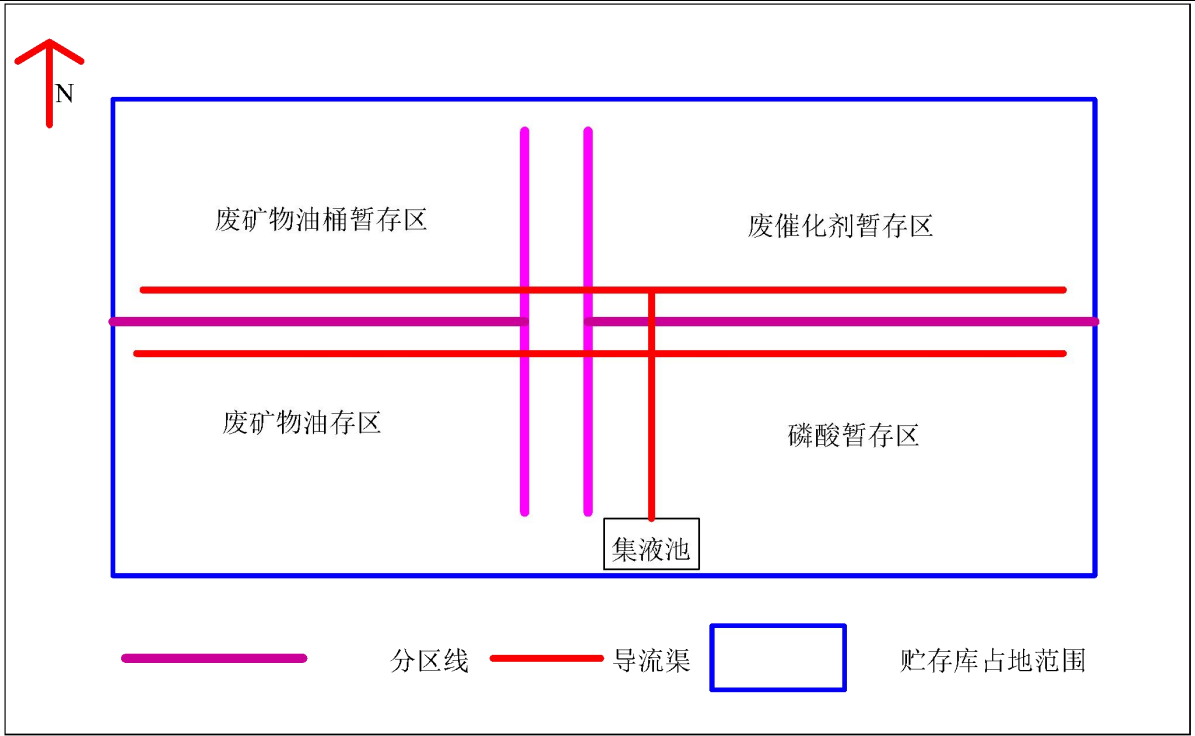 N
废矿物油桶暂存区
废催化剂暂存区
废矿物油存区
磷酸暂存区
集液池
分区线
导流渠
贮存库占地范围